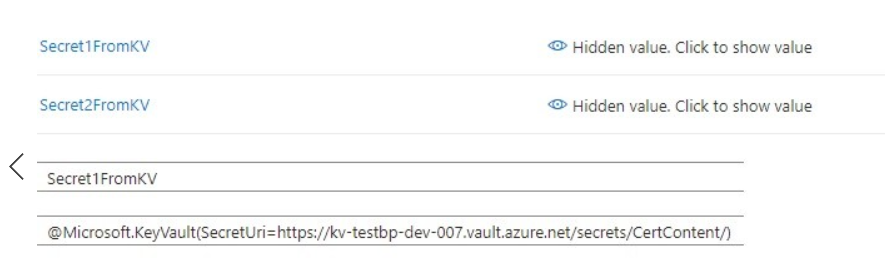 Secret1FromKV Hidden value. Click to show value
Secret2FromKV Hidden value. Click to show value
Secret1FromKV
@Microsoft.KeyVault(SecretUri=https://kv-testbp-dev-007.vault.azure.net/secrets/CertContent/)